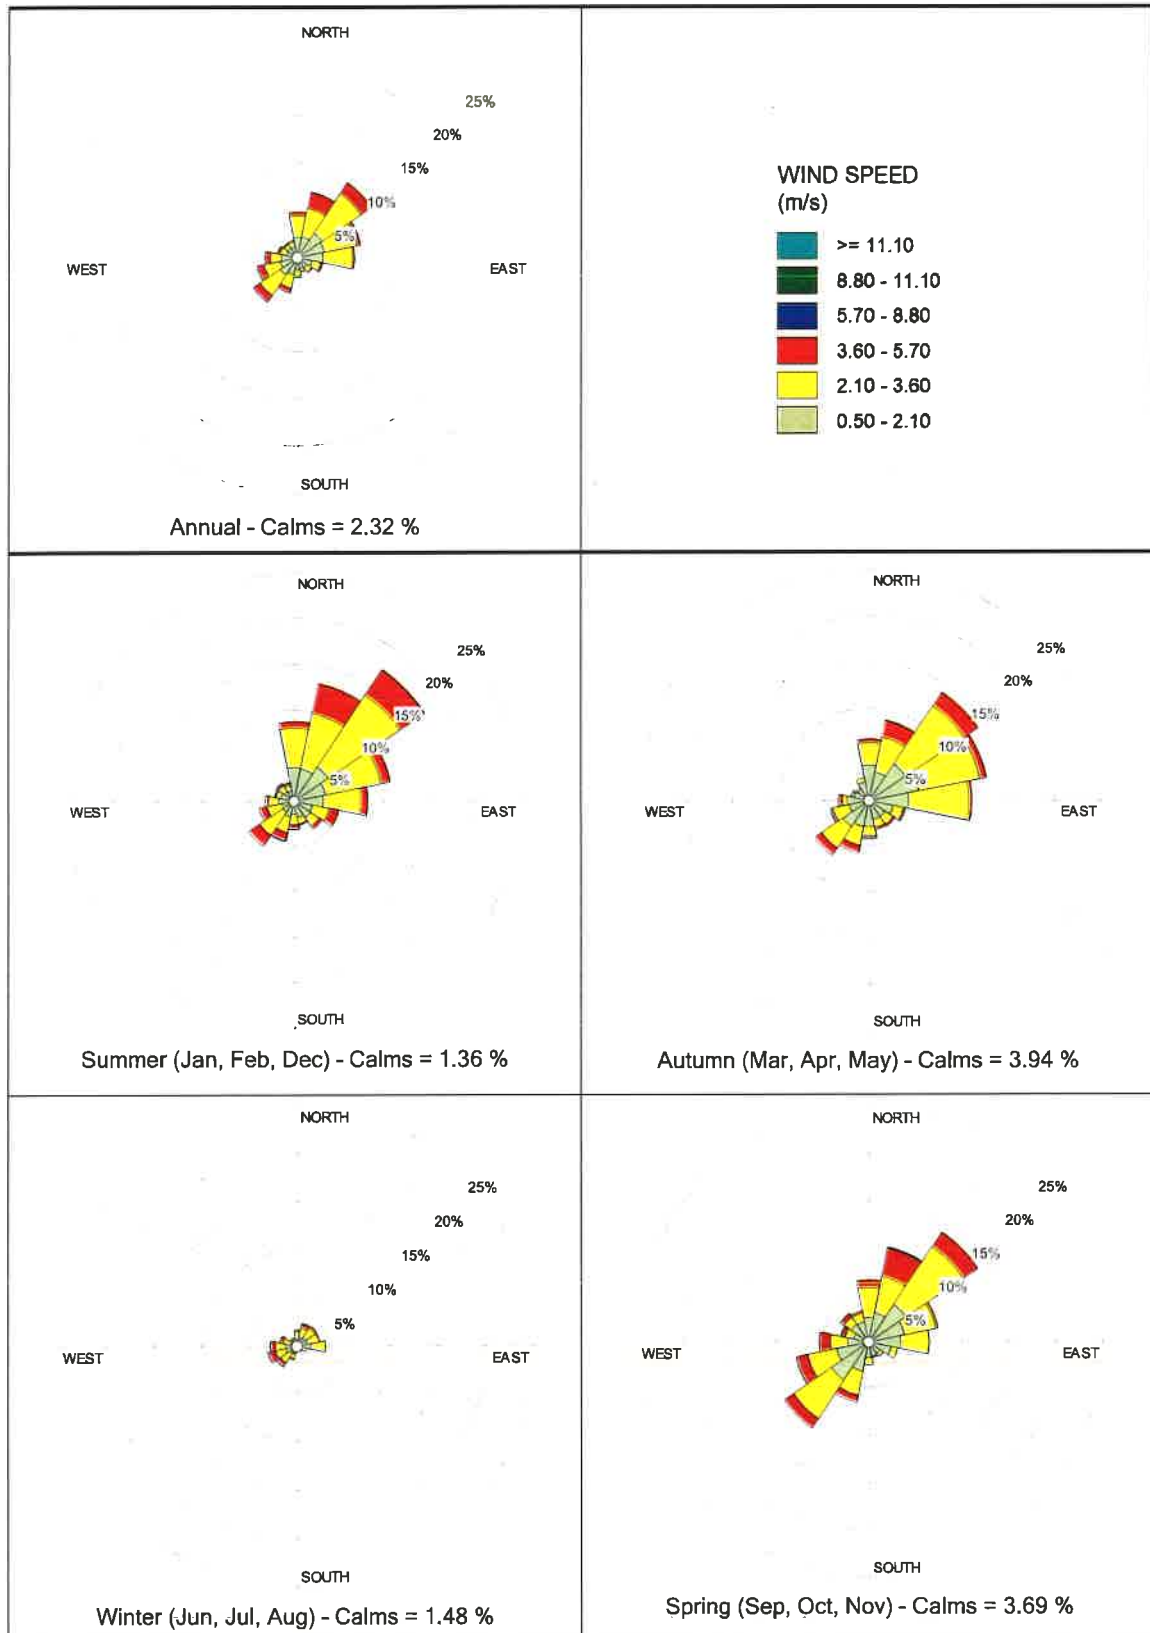 NORTH
25%
20%
15%
10%
5%
WEST
EAST
SOUTH
Annual - Calms = 2.32 %
WIND SPEED
(m/s)
>= 11.10
8.80 - 11.10
5.70 - 8.80
3.60 - 5.70
2.10 - 3.60
0.50 - 2.10
NORTH
25%
20%
15%
10%
5%
WEST
EAST
SOUTH
Summer (Jan, Feb, Dec) - Calms = 1.36 %
NORTH
25%
20%
15%
10%
5%
WEST
EAST
SOUTH
Autumn (Mar, Apr, May) - Calms = 3.94 %
NORTH
25%
20%
15%
10%
5%
WEST
EAST
SOUTH
Winter (Jun, Jul, Aug) - Calms = 1.48 %
NORTH
25%
20%
15%
10%
5%
WEST
EAST
SOUTH
Spring (Sep, Oct, Nov) - Calms = 3.69 %